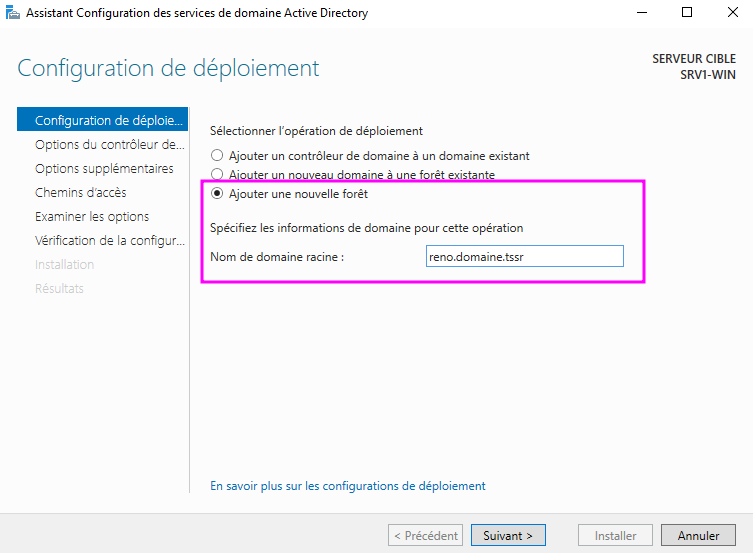 Assistant Configuration des services de domaine Active Directory
Configuration de déploiement
SERVEUR CIBLE
SRV1-WIN
Configuration de déploie...
Options du contrôleur de...
Options supplémentaires
Chemins d'accès
Examiner les options
Vérification de la configur...
Installation
Résultats
Sélectionner l'opération de déploiement
Ajouter un contrôleur de domaine à un domaine existant
Ajouter un nouveau domaine à une forêt existante
Ajouter une nouvelle forêt
Spécifiez les informations de domaine pour cette opération
Nom de domaine racine : reno.domaine.tssr
En savoir plus sur les configurations de déploiement
< Précédent Suivant > Installer Annuler